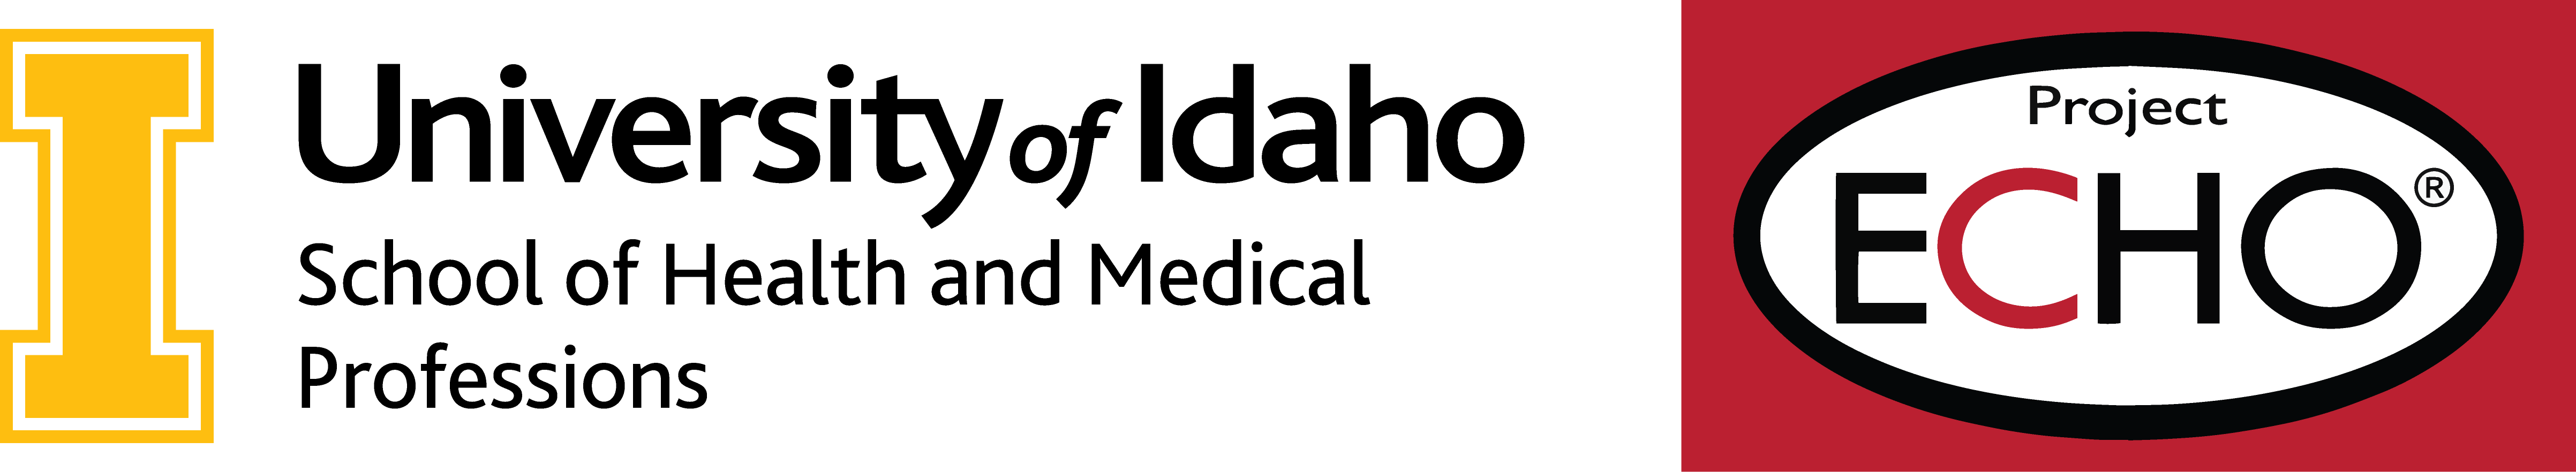 I
University of Idaho
School of Health and Medical
Professions
Project
ECHO®